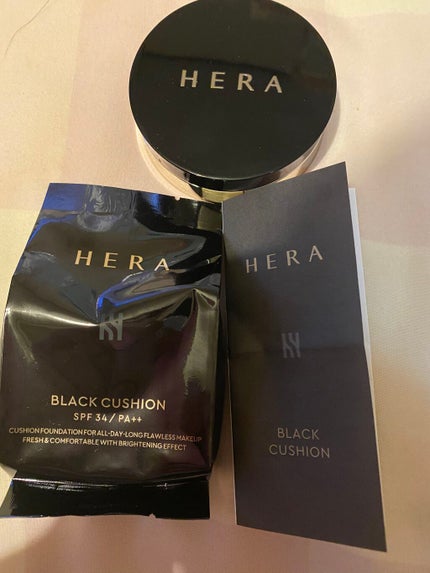 HERA
HERA
BLACK CUSHION
SPF 34 / PA++
CUSHION FOUNDATION FOR ALL-DAY-LONG FLAWLESS MAKEUP
FRESH & COMFORTABLE WITH BRIGHTENING EFFECT
HERA
BLACK
CUSHION